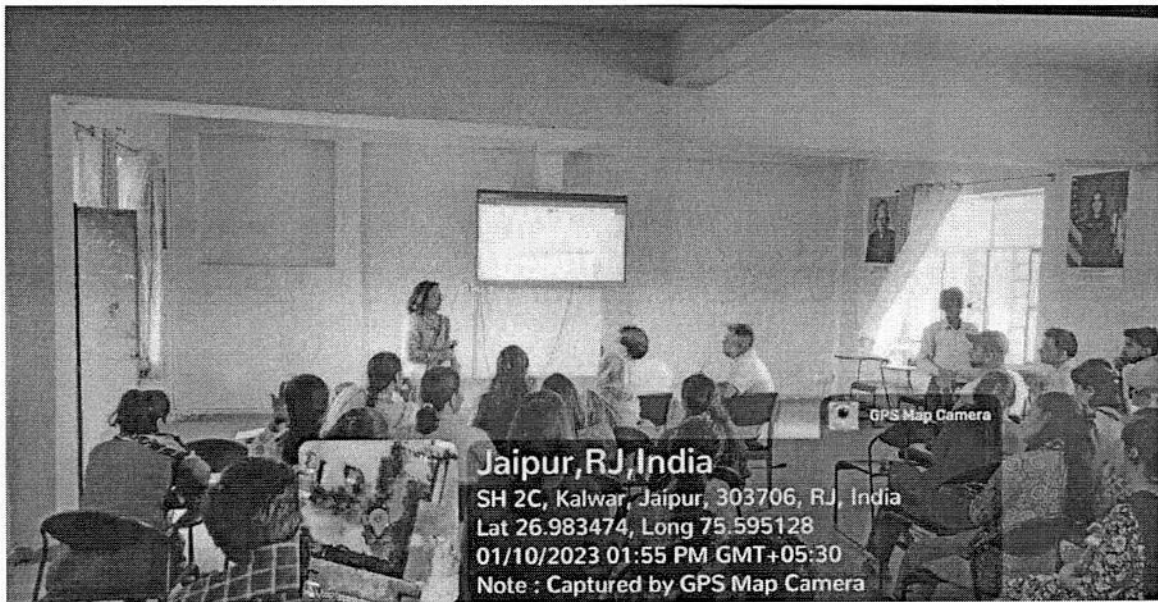 GPS Map Camera
Jaipur,RJ,India
SH 2C, Kalwar, Jaipur, 303706, RJ, India
Lat 26.983474, Long 75.595128
01/10/2023 01:55 PM GMT+05:30
Note : Captured by GPS Map Camera